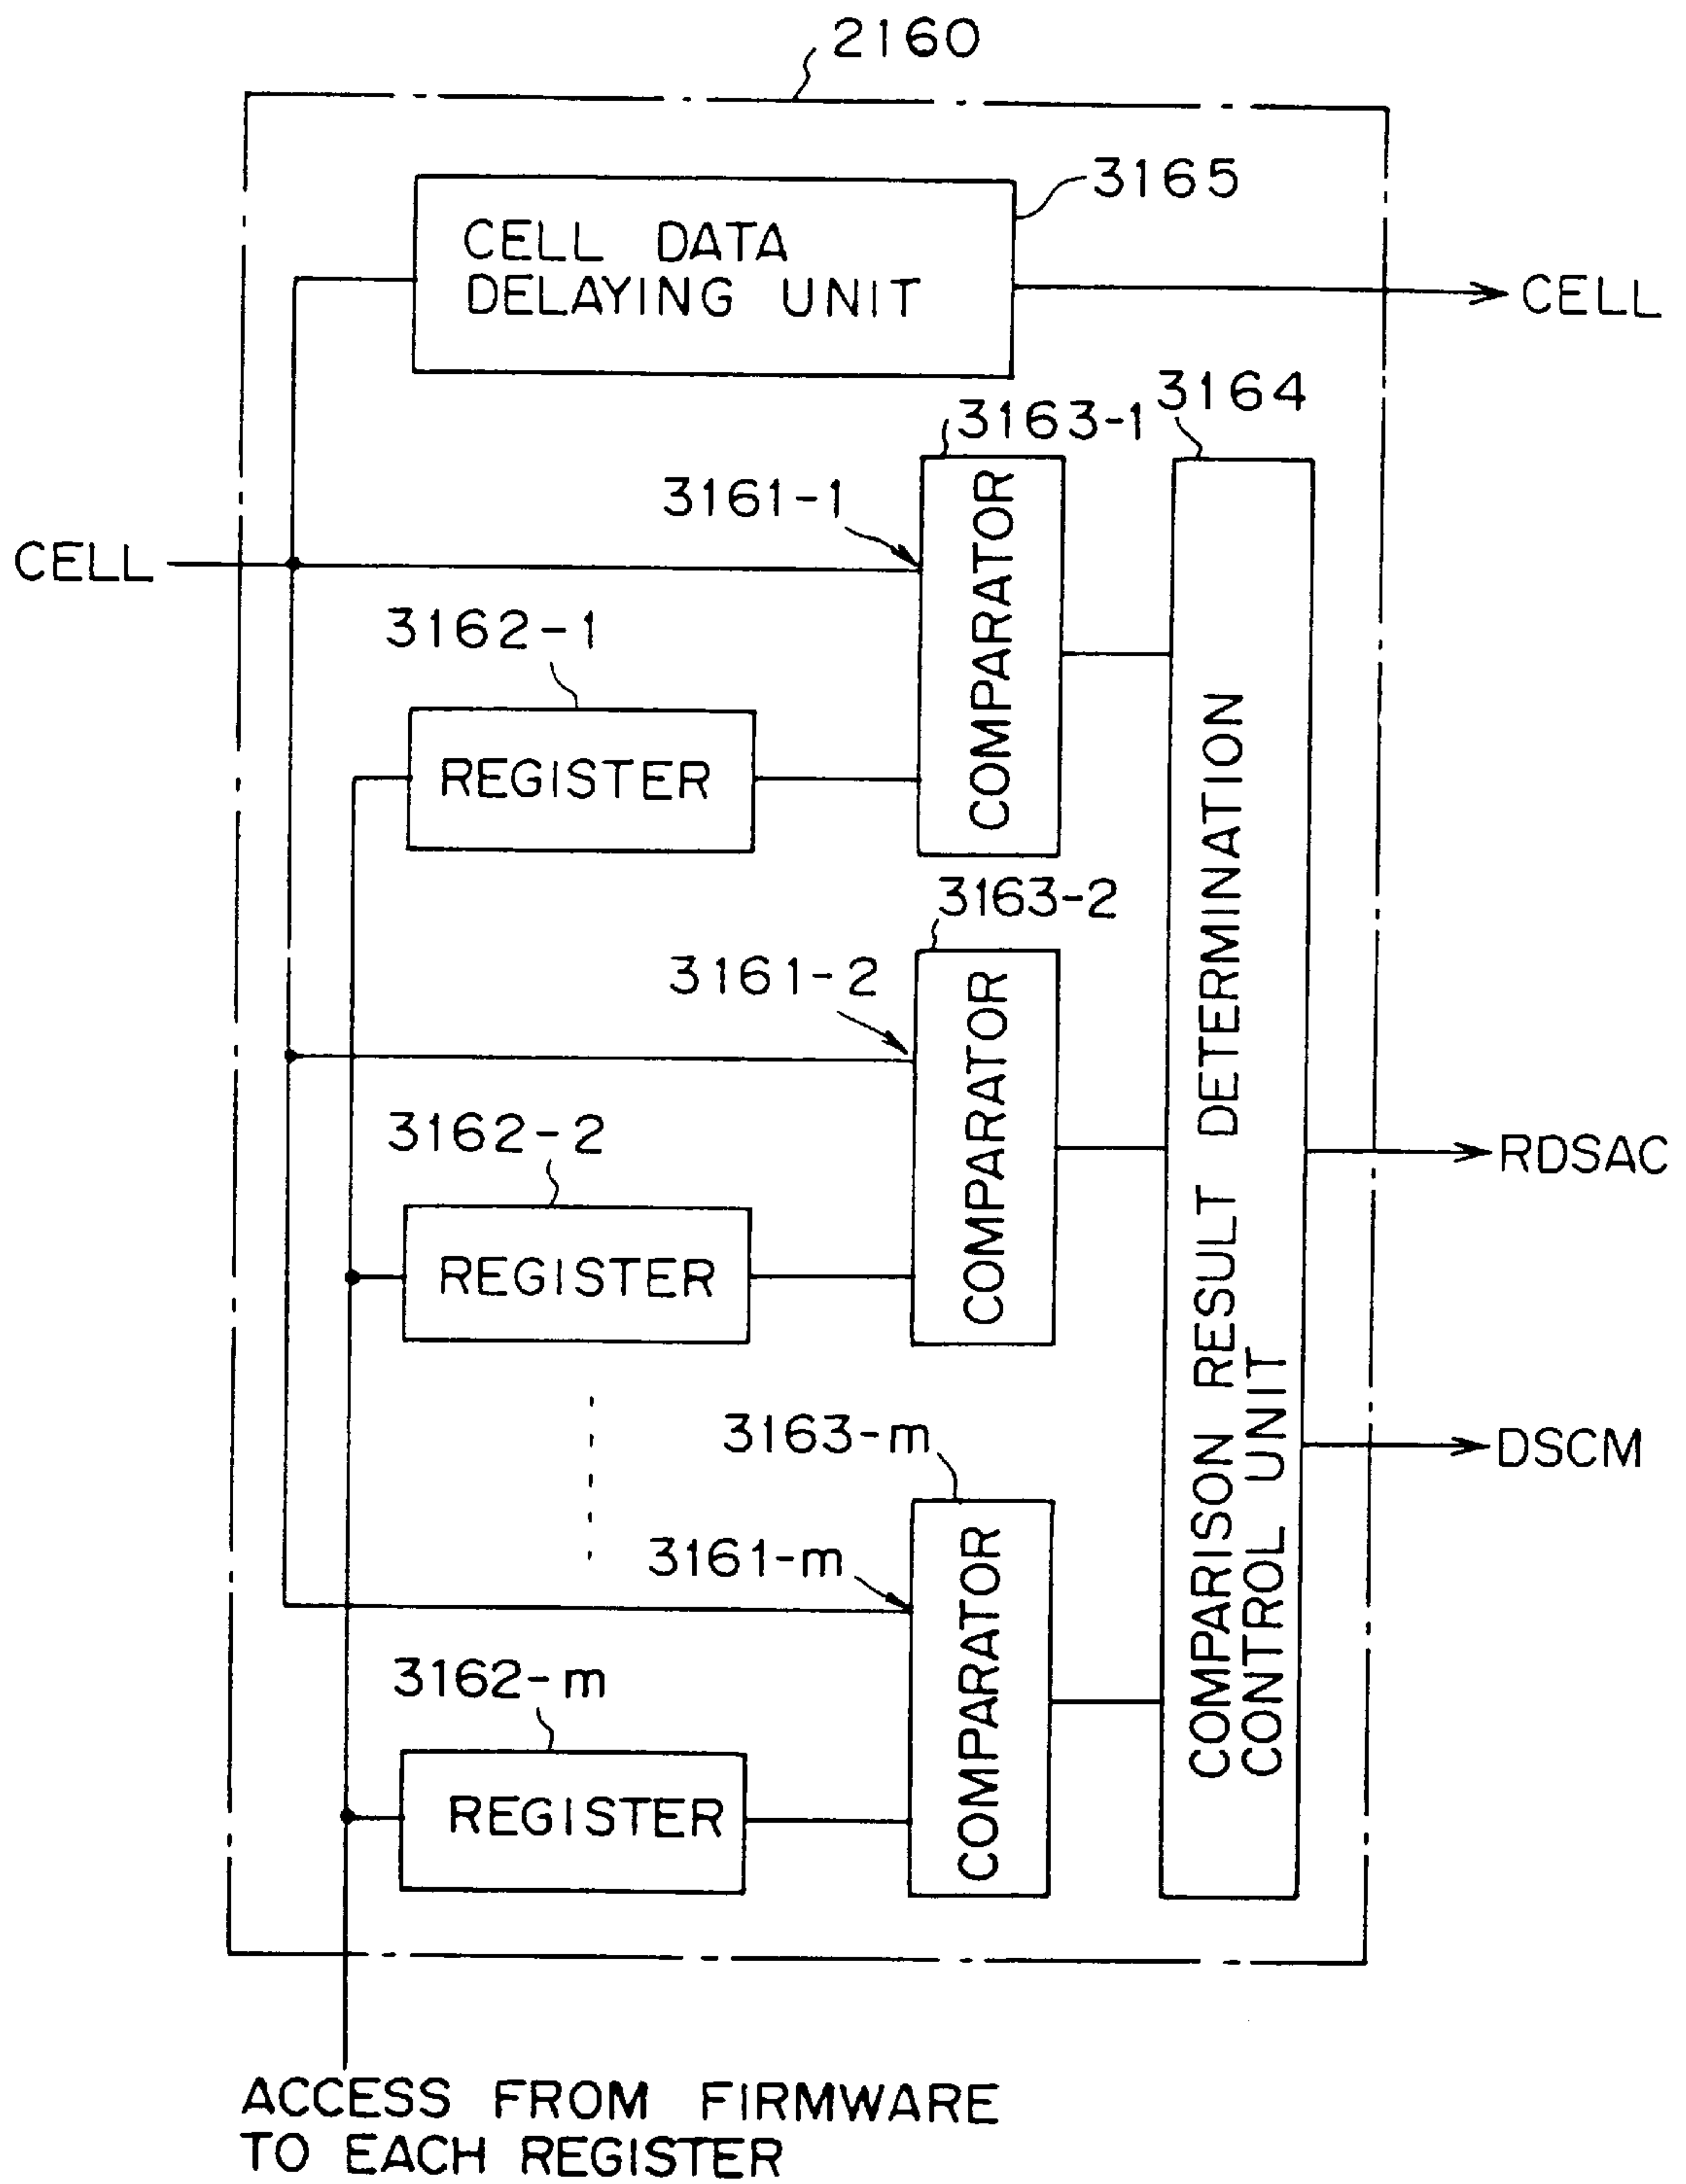 2160
3165
CELL DATA
DELAYING UNIT
CELL
3163-1
3164
3161-1
COMPARATOR
CELL
3162-1
REGISTER
3163-2
3161-2
COMPARATOR
3162-2
REGISTER
COMPARISON RESULT DETERMINATION
CONTROL UNIT
RDSAC
DSCM
3163-m
3161-m
COMPARATOR
3162-m
REGISTER
ACCESS FROM FIRMWARE
TO EACH REGISTER